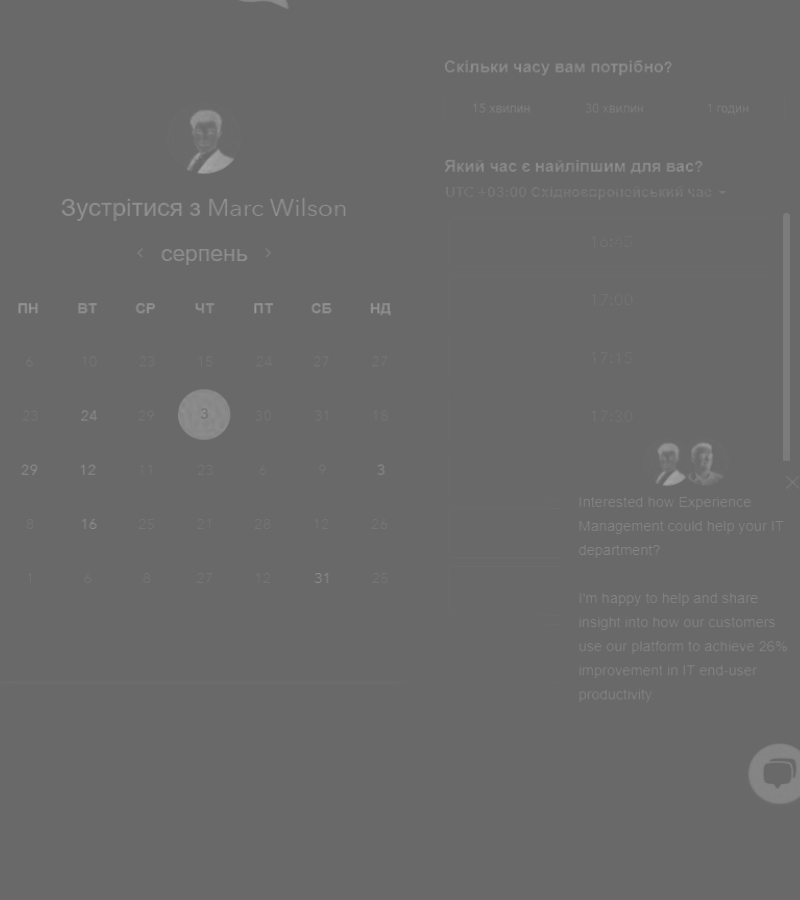 Зустрітися з Marc Wilson
серпень
ПН ВТ СР ЧТ ПТ СБ НД
6 10 23 15 24 27 27
23 24 29 3 30 31 18
29 12 11 23 6 9 3
8 16 25 21 28 12 26
1 6 8 27 12 31 25
Скільки часу вам потрібно?
15 хвилин 30 хвилин 1 годин
Який час є найліпшим для вас?
UTC +03:00 Східноєвропейський час
16:45
17:00
17:15
17:30
Interested how Experience
Management could help your IT
department?
I'm happy to help and share
insight into how our customers
use our platform to achieve 26%
improvement in IT end-user
productivity.